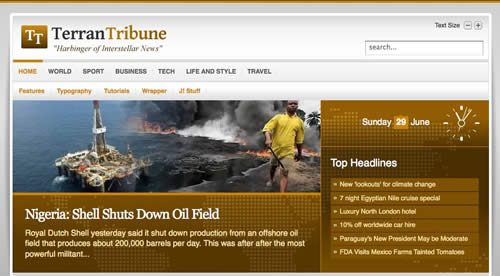 TT
TerranTribune
"Harbinger of Interstellar News"
Text Size
search...
HOME WORLD SPORT BUSINESS TECH LIFE AND STYLE TRAVEL
Features Typography Tutorials Wrapper J! Stuff
Sunday 29 June
Top Headlines
» New 'lookouts' for climate change
» 7 night Egyptian Nile cruise special
» Luxury North London hotel
» 10% off worldwide car hire
» Paraguay's New President May be Moderate
» FDA Visits Mexico Farms Tainted Tomatoes
Nigeria: Shell Shuts Down Oil Field
Royal Dutch Shell yesterday said it shut down production from an offshore oil
field that produces about 200,000 barrels per day. This was after after the most
powerful militant...